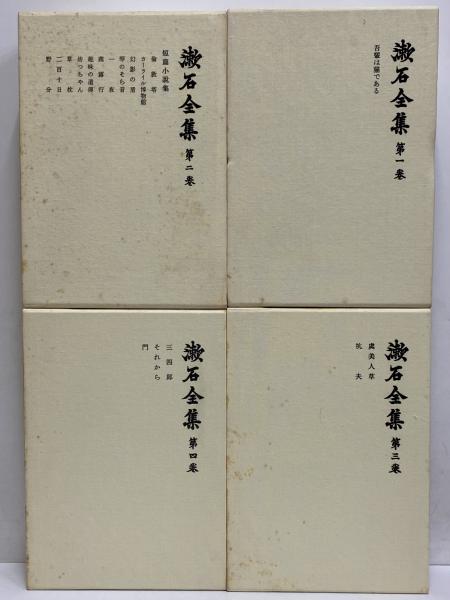 漱石全集 第一巻
吾輩は猫である
漱石全集 第二巻
短篇小説集
倫敦塔
カーライル博物館
幻影の盾
琴のそら音
一夜
薤露行
趣味の遺傳
坊つちやん
草枕
二百十日
野分
漱石全集 第三巻
虞美人草
坑夫
漱石全集 第四巻
三四郎
それから
門